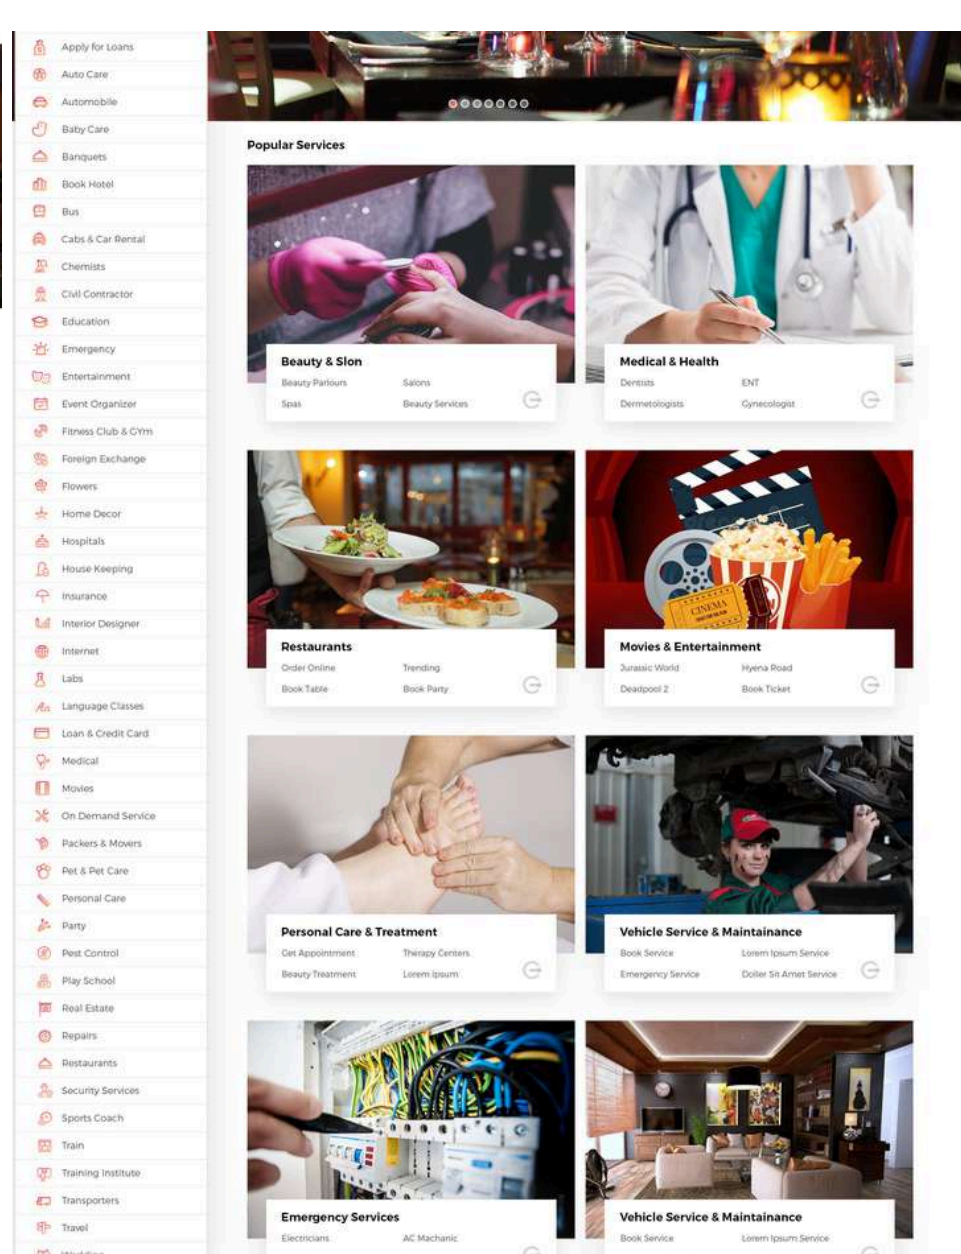 Apply for Loans
Auto Care
Automobile
Baby Care
Banquets
Book Hotel
Bus
Cabs & Car Rental
Chemists
Civil Contractor
Education
Emergency
Entertainment
Event Organizer
Fitness Club & GYm
Foreign Exchange
Flowers
Home Decor
Hospitals
House Keeping
Insurance
Interior Designer
Internet
Labs
Language Classes
Loan & Credit Card
Medical
Movies
On Demand Service
Packers & Movers
Pet & Pet Care
Personal Care
Party
Pest Control
Play School
Real Estate
Repairs
Restaurants
Security Services
Sports Coach
Train
Training Institute
Transporters
Travel
Wedding
Popular Services
Beauty & Slon
Beauty Parlours Salons
Spas Beauty Services
Medical & Health
Dentists ENT
Dermetologists Gynecologist
Restaurants
Order Online Trending
Book Table Book Party
CINEMA
Movies & Entertainment
Jurassic World Hyena Road
Deadpool 2 Book Ticket
Personal Care & Treatment
Get Appointment Therapy Centers
Beauty Treatment Lorem Ipsum
Vehicle Service & Maintainance
Book Service Lorem Ipsum Service
Emergency Service Doller Sit Amet Service
Emergency Services
Electricians AC Machanic
Vehicle Service & Maintainance
Book Service Lorem Ipsum Service